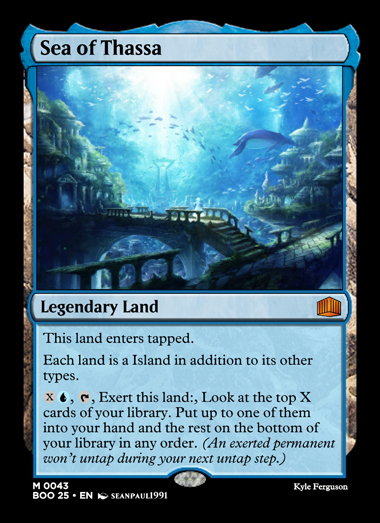 Sea of Thassa
Legendary Land
This land enters tapped.
Each land is a Island in addition to its other
types.
X, Exert this land:, Look at the top X
cards of your library. Put up to one of them
into your hand and the rest on the bottom of
your library in any order. (An exerted permanent
won't untap during your next untap step.)
M 0043
BOO 25 • EN SEANPAUL1991
Kyle Ferguson